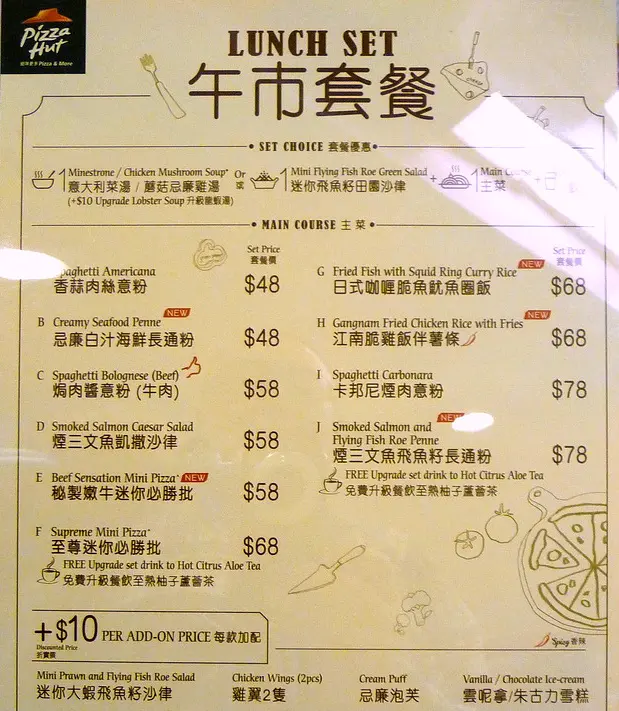 Pizza Hut
Pizza & More
LUNCH SET
午市套餐
SET CHOICE 套餐優惠
1 Minestrone / Chicken Mushroom Soup*
意大利菜湯 / 蘑菇忌廉雞湯
(+$10 Upgrade Lobster Soup 升級龍蝦湯)
Or
或
1 Mini Flying Fish Roe Green Salad
迷你飛魚籽田園沙律
+
1 Main
主菜
+
MAIN COURSE 主菜
Set Price
套餐價
Spaghetti Americana
香蒜肉絲意粉
$48
B Creamy Seafood Penne NEW
忌廉白汁海鮮長通粉
$48
C Spaghetti Bolognese (Beef)
焗肉醬意粉 (牛肉)
$58
D Smoked Salmon Caesar Salad
煙三文魚凱撒沙律
$58
E Beef Sensation Mini Pizza* NEW
秘製嫩牛迷你必勝批
$58
F Supreme Mini Pizza*
至尊迷你必勝批
$68
FREE Upgrade set drink to Hot Citrus Aloe Tea
免費升級餐飲至熱柚子蘆薈茶
Set Price
套餐價
G Fried Fish with Squid Ring Curry Rice NEW
日式咖喱脆魚魷魚圈飯
$68
H Gangnam Fried Chicken Rice with Fries NEW
江南脆雞飯伴薯條
$68
I Spaghetti Carbonara
卡邦尼煙肉意粉
$78
J Smoked Salmon and NEW
Flying Fish Roe Penne
煙三文魚飛魚籽長通粉
$78
FREE Upgrade set drink to Hot Citrus Aloe Tea
免費升級餐飲至熱柚子蘆薈茶
Spicy 香辣
+$10 PER ADD-ON PRICE 每款加配
Discounted Price
折實價
Mini Prawn and Flying Fish Roe Salad
迷你大蝦飛魚籽沙律
Chicken Wings (2pcs)
雞翼2隻
Cream Puff
忌廉泡芙
Vanilla / Chocolate Ice-cream
雲呢拿/朱古力雪糕